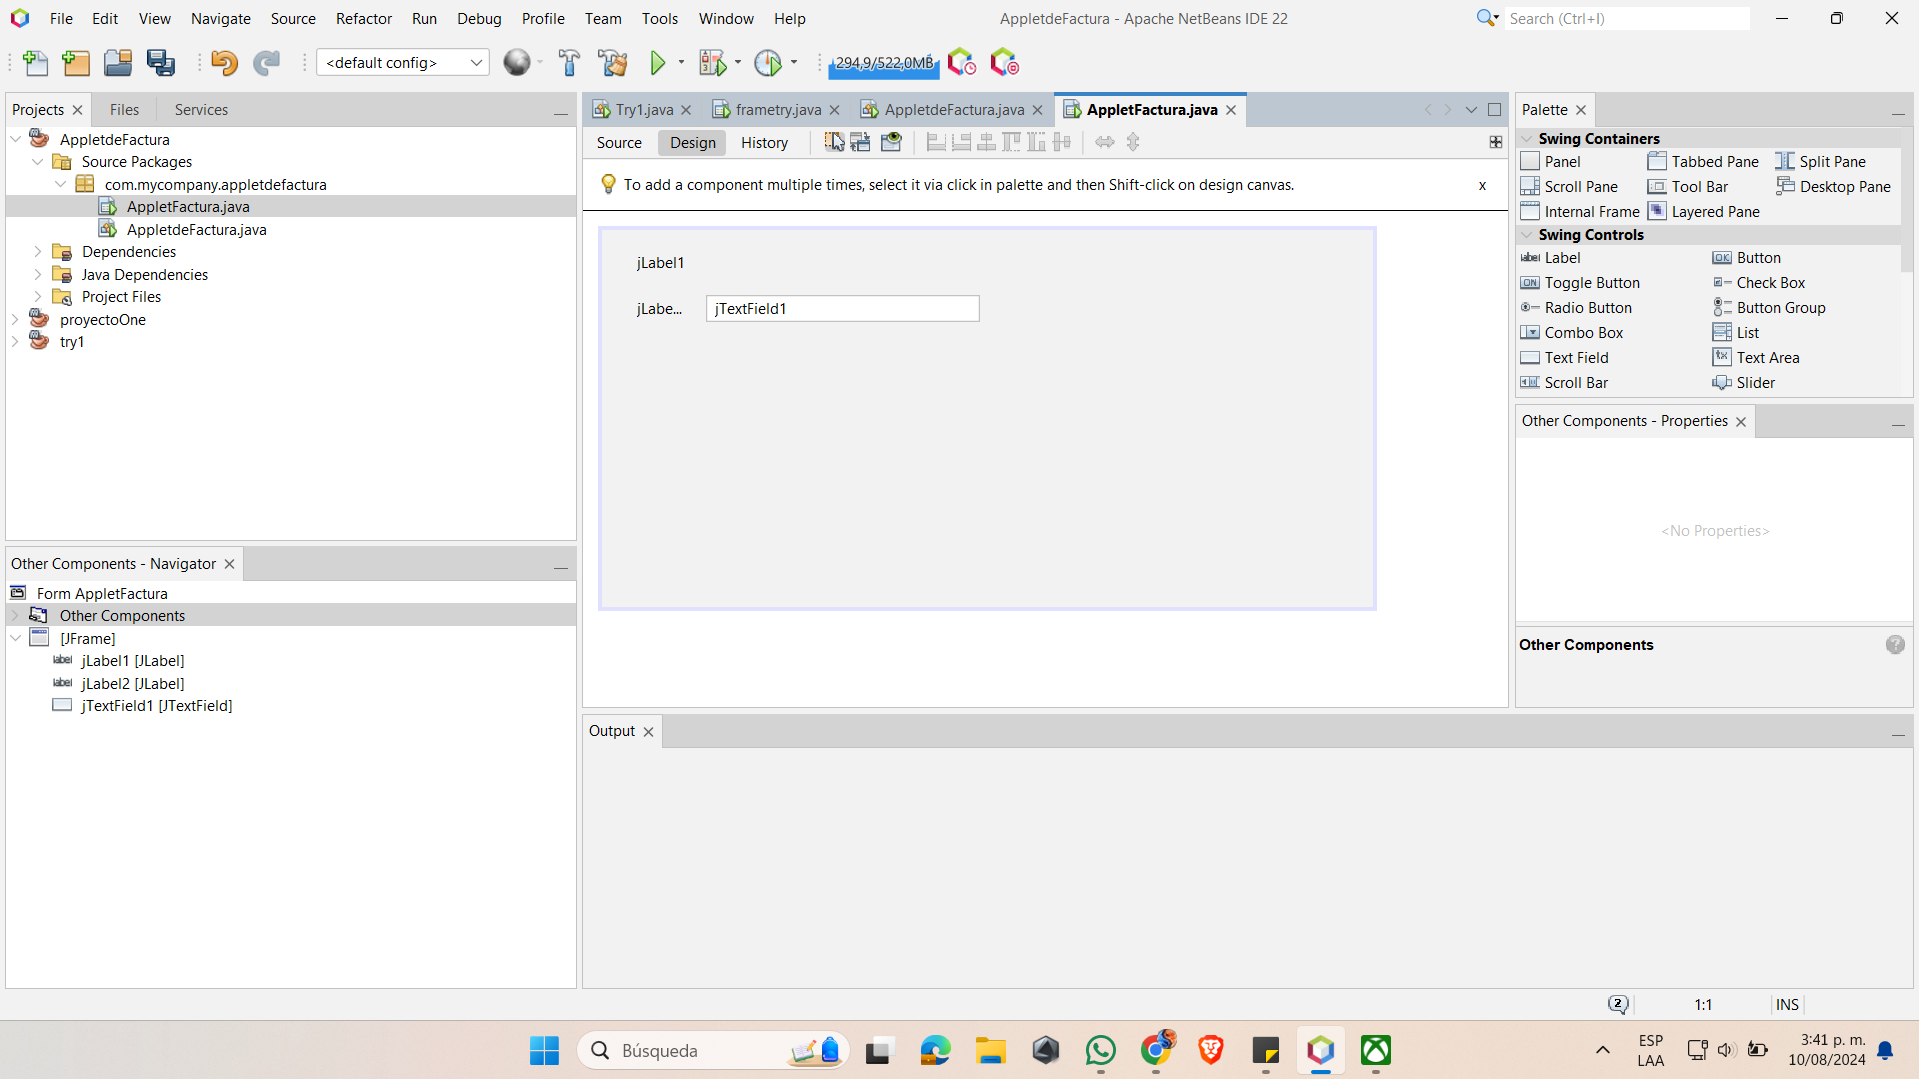 File Edit View Navigate Source Refactor Run Debug Profile Team Tools Window Help
AppletdeFactura - Apache NetBeans IDE 22
Search (Ctrl+I)
<default config>
294,9/522,0MB
Projects Files Services
AppletdeFactura
Source Packages
com.mycompany.appletdefactura
AppletFactura.java
AppletdeFactura.java
Dependencies
Java Dependencies
Project Files
proyectoOne
try1
Other Components - Navigator
Form AppletFactura
Other Components
[JFrame]
label jLabel1 [JLabel]
label jLabel2 [JLabel]
jTextField1 [JTextField]
Try1.java frametry.java AppletdeFactura.java AppletFactura.java
Source Design History
To add a component multiple times, select it via click in palette and then Shift-click on design canvas. x
jLabel1
jLabe... jTextField1
Output
Palette
Swing Containers
Panel Tabbed Pane Split Pane
Scroll Pane Tool Bar Desktop Pane
Internal Frame Layered Pane
Swing Controls
label Label OK Button
ON Toggle Button Check Box
Radio Button Button Group
Combo Box List
Text Field Text Area
Scroll Bar Slider
Other Components - Properties
<No Properties>
Other Components
?
2 1:1 INS
Búsqueda
ESP
LAA
3:41 p. m.
10/08/2024